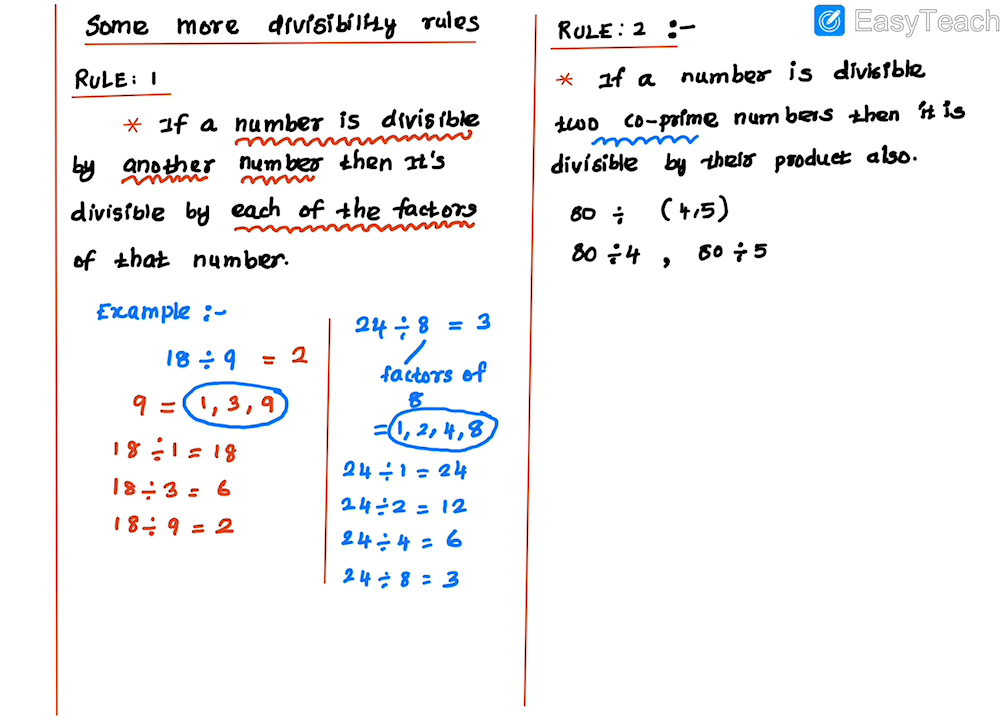 Some more divisibility rules
RULE: 1
* If a number is divisible
by another number then It's
divisible by each of the factors
of that number.
Example :-
18 ÷ 9 = 2
9 = 1, 3, 9
18 ÷ 1 = 18
18 ÷ 3 = 6
18 ÷ 9 = 2
24 ÷ 8 = 3
factors of
8
= 1, 2, 4, 8
24 ÷ 1 = 24
24 ÷ 2 = 12
24 ÷ 4 = 6
24 ÷ 8 = 3
EasyTeach
RULE: 2 :-
* If a number is divisible
two co-prime numbers then it is
divisible by their product also.
80 ÷ (4,5)
80 ÷ 4 , 80 ÷ 5